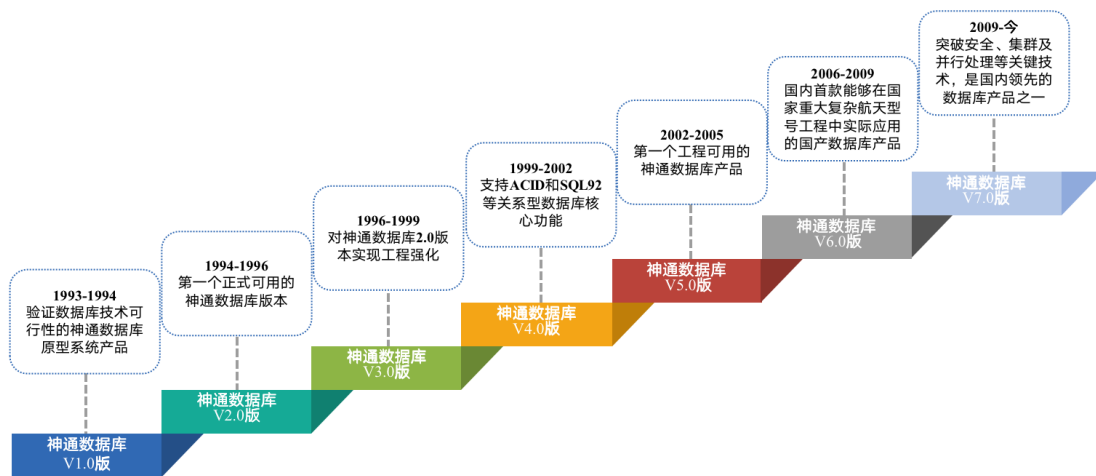 1993-1994
验证数据库技术可
行性的神通数据库
原型系统产品
神通数据库
V1.0版
1994-1996
第一个正式可用的
神通数据库版本
神通数据库
V2.0版
1996-1999
对神通数据库2.0版
本实现工程强化
神通数据库
V3.0版
1999-2002
支持ACID和SQL92
等关系型数据库核
心功能
神通数据库
V4.0版
2002-2005
第一个工程可用的
神通数据库产品
神通数据库
V5.0版
2006-2009
国内首款能够在国
家重大复杂航天型
号工程中实际应用
的国产数据库产品
神通数据库
V6.0版
2009-今
突破安全、集群及
并行处理等关键技
术，是国内领先的
数据库产品之一
神通数据库
V7.0版